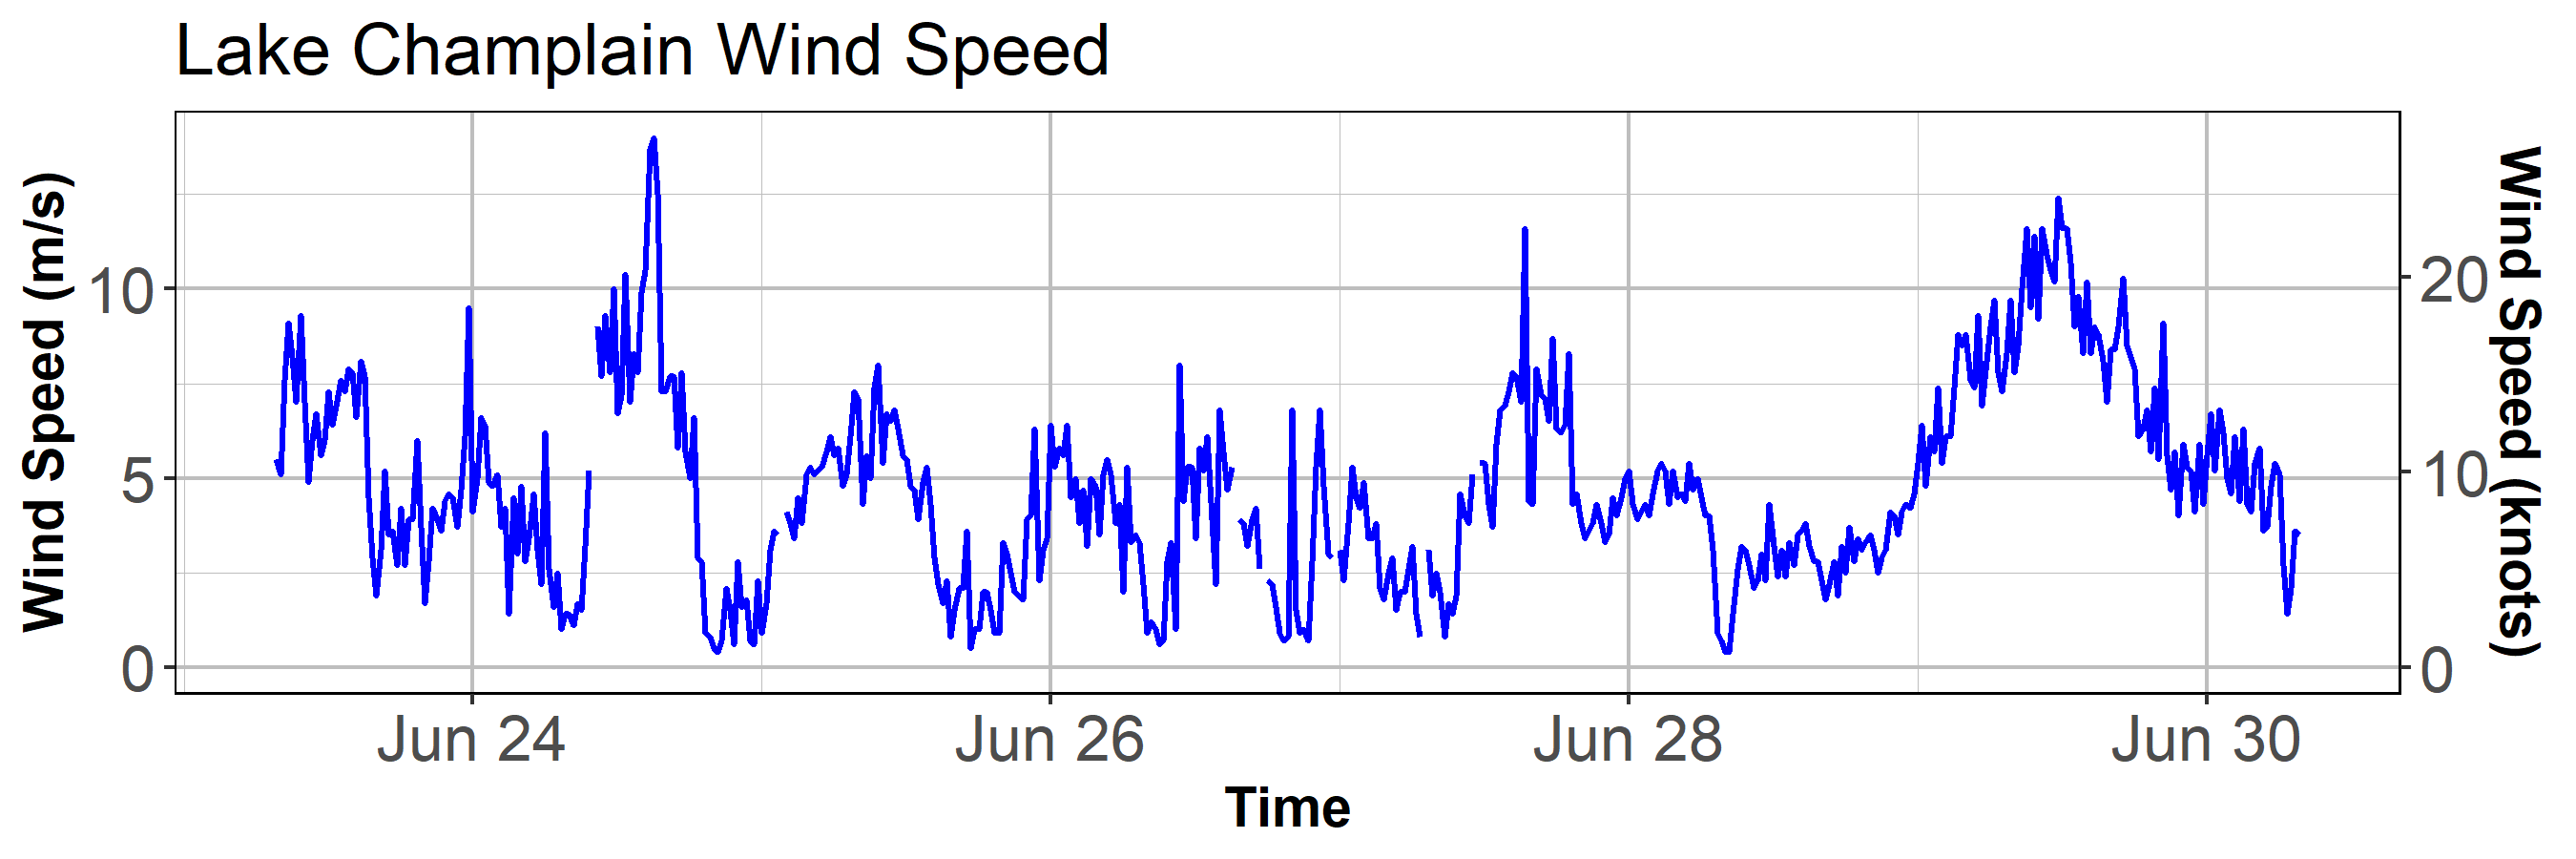 Lake Champlain Wind Speed
Wind Speed (m/s)
10
5
0
20
10
0
Wind Speed (knots)
Jun 24 Jun 26 Jun 28 Jun 30
Time